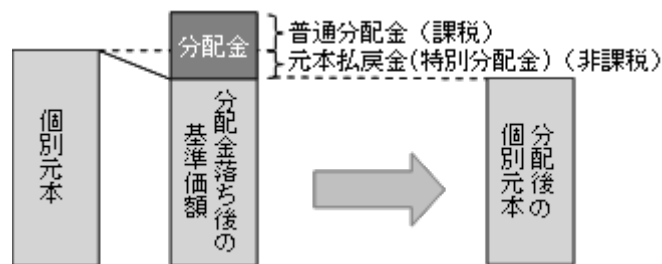 分配金
普通分配金（課税）
元本払戻金(特別分配金)（非課税）
個別元本
分配金落ち後の
基準価額
分配後の
個別元本